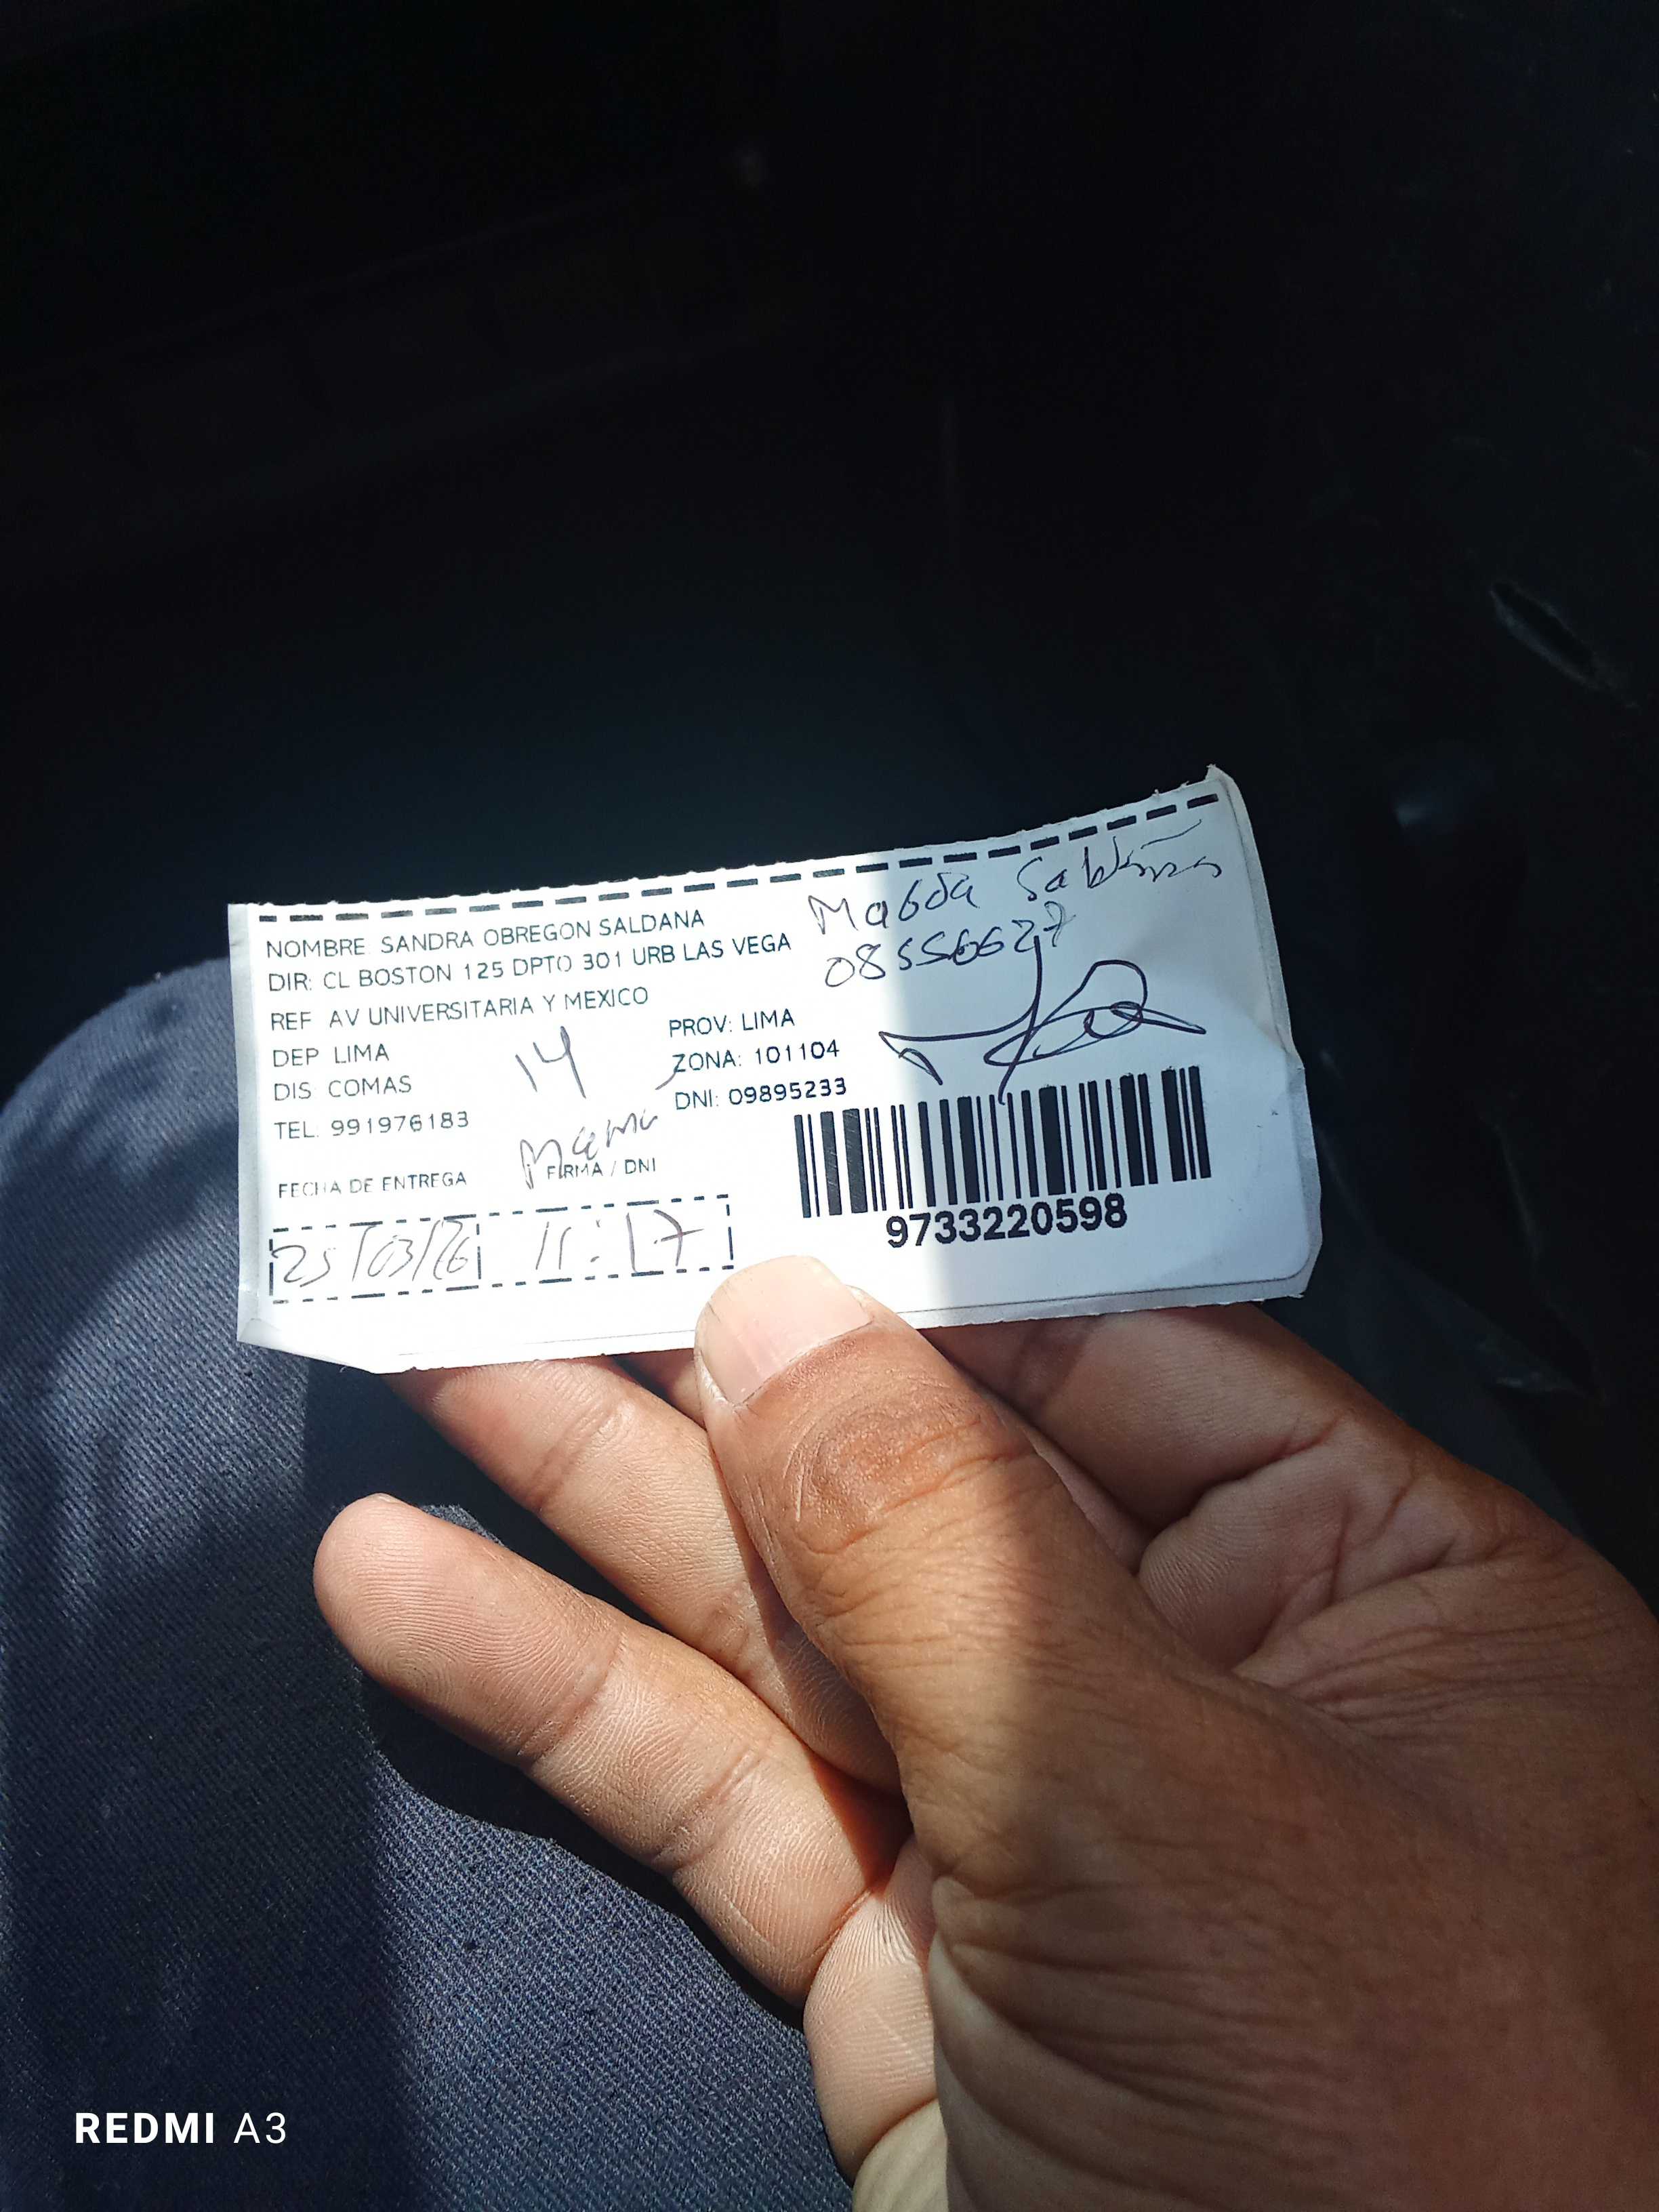 NOMBRE SANDRA OBREGON SALDANA
DIR: CL BOSTON 125 DPTO 301 URB LAS VEGA
REF AV UNIVERSITARIA Y MEXICO
DEP LIMA
PROV: LIMA
DIS COMAS
ZONA: 101104
TEL. 991976183
DNI: 09895233
14
Mama
FECHA DE ENTREGA
FIRMA / DNI
25/03/26 11:17
Magda Saldaña
9733220598
REDMI A3